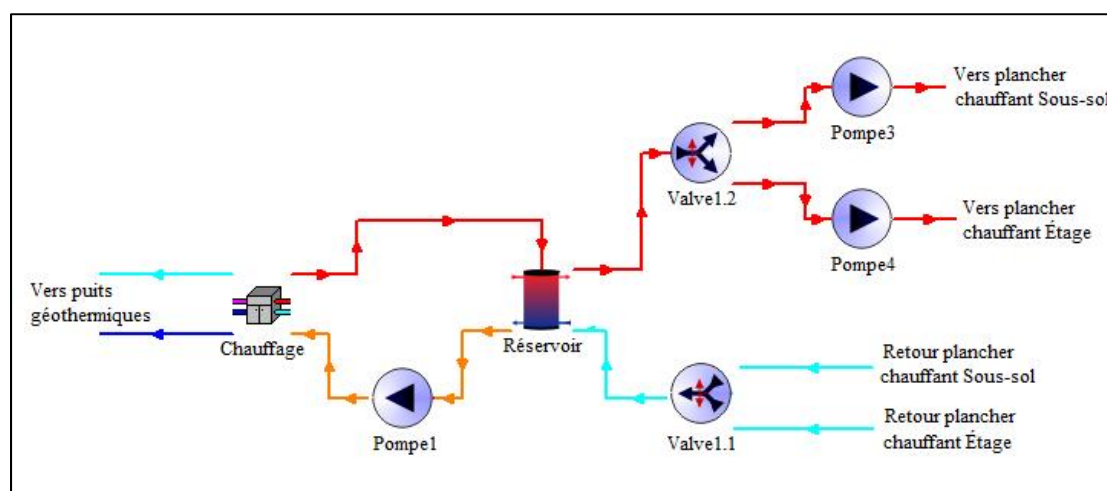 Vers plancher
chauffant Sous-sol
Pompe3
Valve1.2
Vers plancher
chauffant Étage
Pompe4
Vers puits
géothermiques
Chauffage
Réservoir
Pompe1
Retour plancher
chauffant Sous-sol
Retour plancher
chauffant Étage
Valve1.1